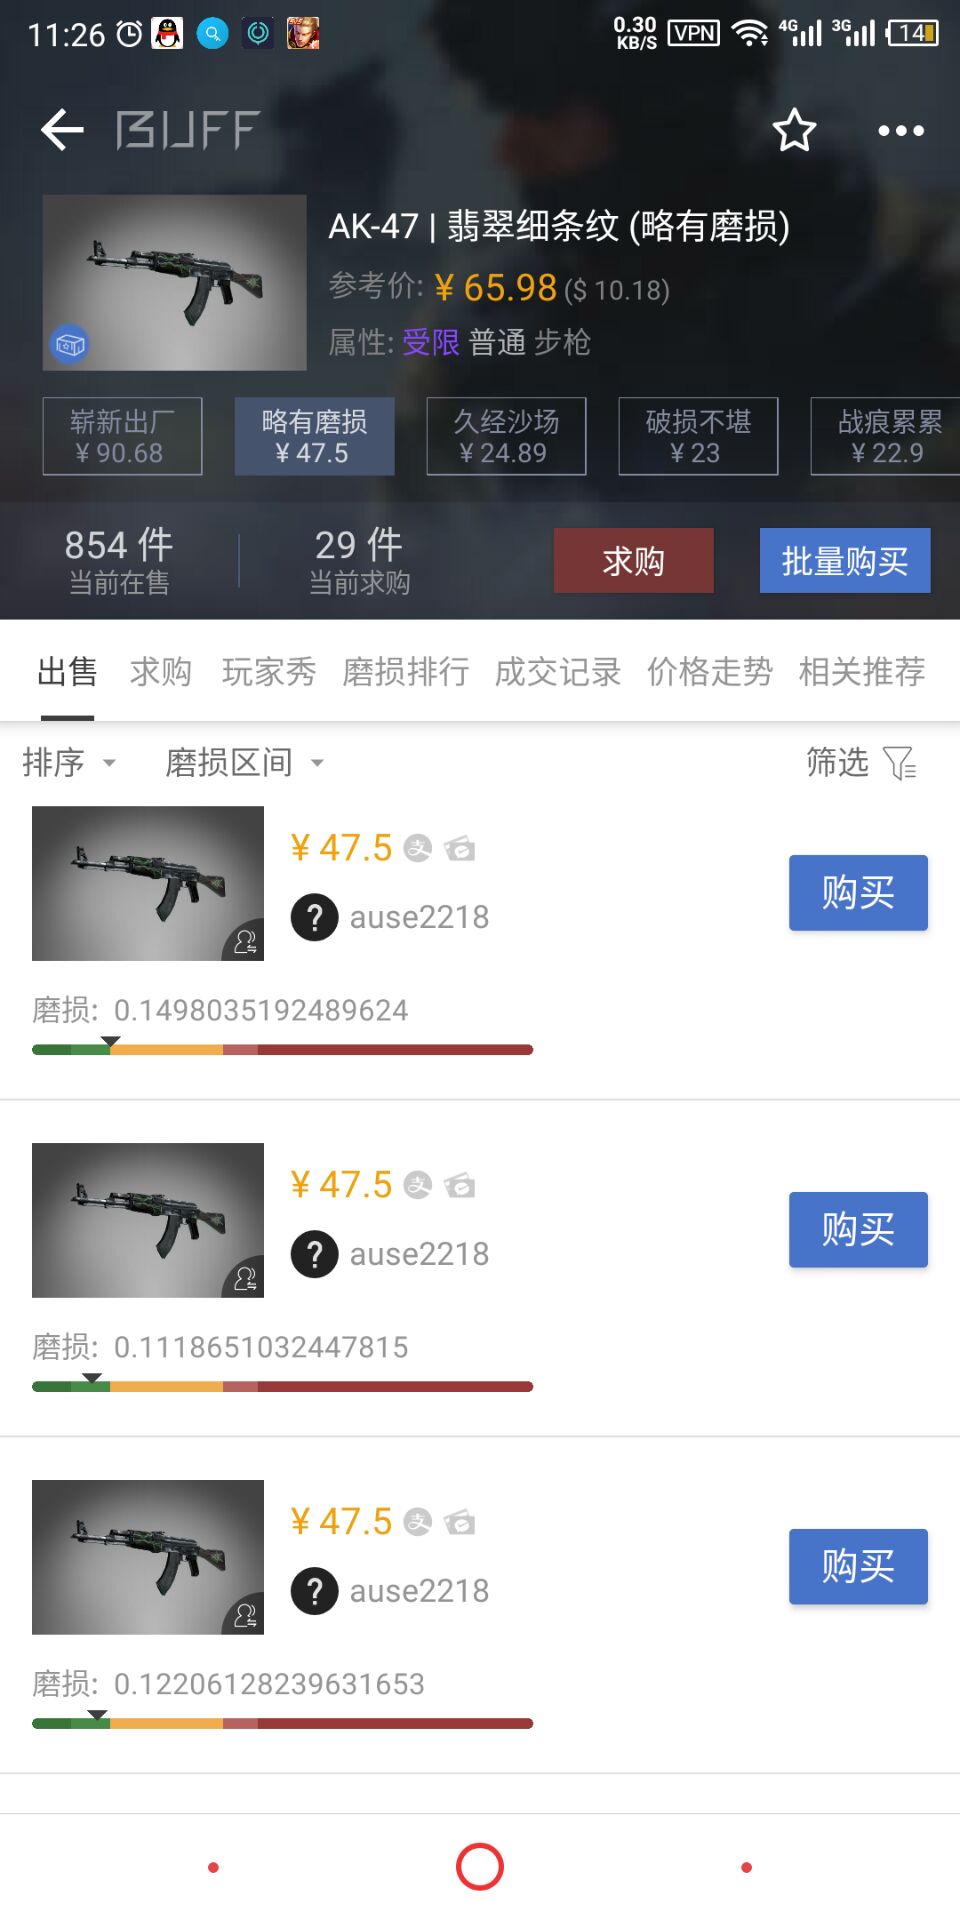 11:26 0.30 KB/S VPN 4G 3G 14
BUFF
AK-47 | 翡翠细条纹 (略有磨损)
参考价: ¥ 65.98 ($ 10.18)
属性: 受限 普通 步枪
崭新出厂 略有磨损 久经沙场 破损不堪 战痕累累
¥ 90.68 ¥ 47.5 ¥ 24.89 ¥ 23 ¥ 22.9
854 件 29 件 求购 批量购买
当前在售 当前求购
出售 求购 玩家秀 磨损排行 成交记录 价格走势 相关推荐
排序 磨损区间 筛选
¥ 47.5 支
购买
? ause2218
磨损: 0.1498035192489624
¥ 47.5 支
购买
? ause2218
磨损: 0.1118651032447815
¥ 47.5 支
购买
? ause2218
磨损: 0.12206128239631653